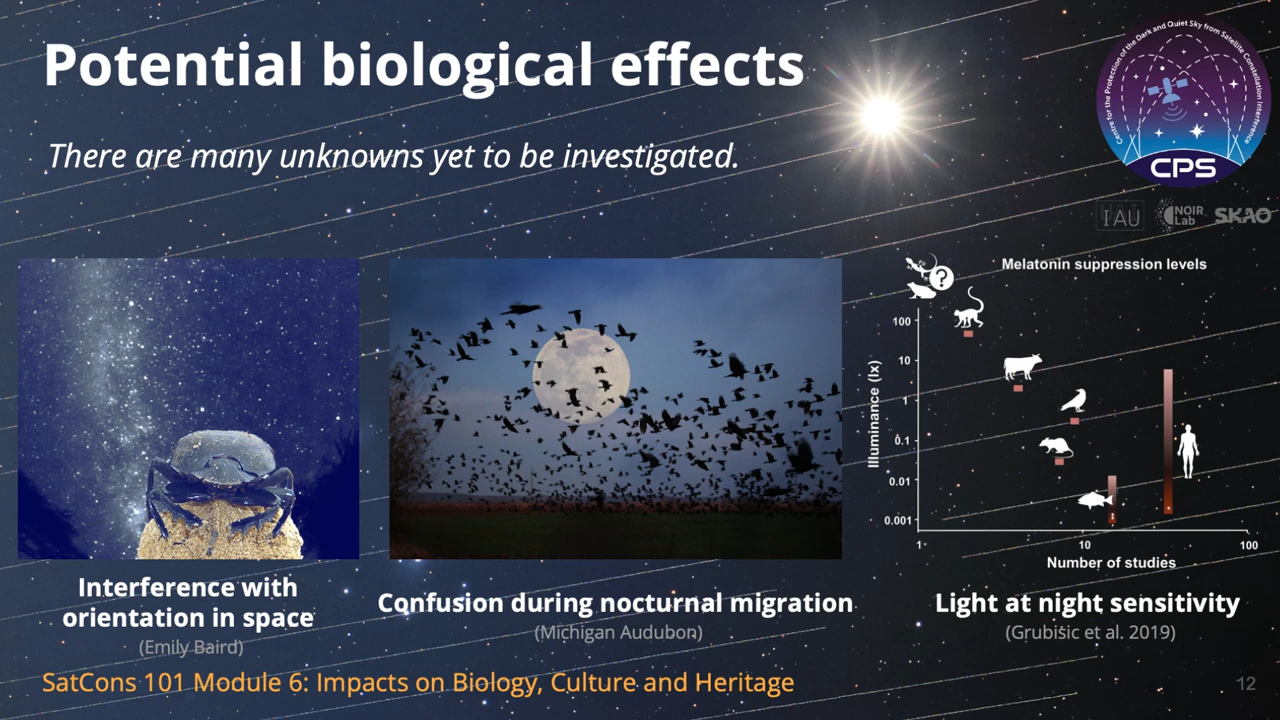 Potential biological effects
There are many unknowns yet to be investigated.
Centre for the Protection of the Dark and Quiet Sky from Satellite Constellation Interference
CPS
IAU
NOIR
Lab
SKAO
Interference with
orientation in space
(Emily Baird)
Confusion during nocturnal migration
(Michigan Audubon)
?
Melatonin suppression levels
Illuminance (lx)
100
10
1
0.1
0.01
0.001
1
10
100
Number of studies
Light at night sensitivity
(Grubisic et al. 2019)
SatCons 101 Module 6: Impacts on Biology, Culture and Heritage
12